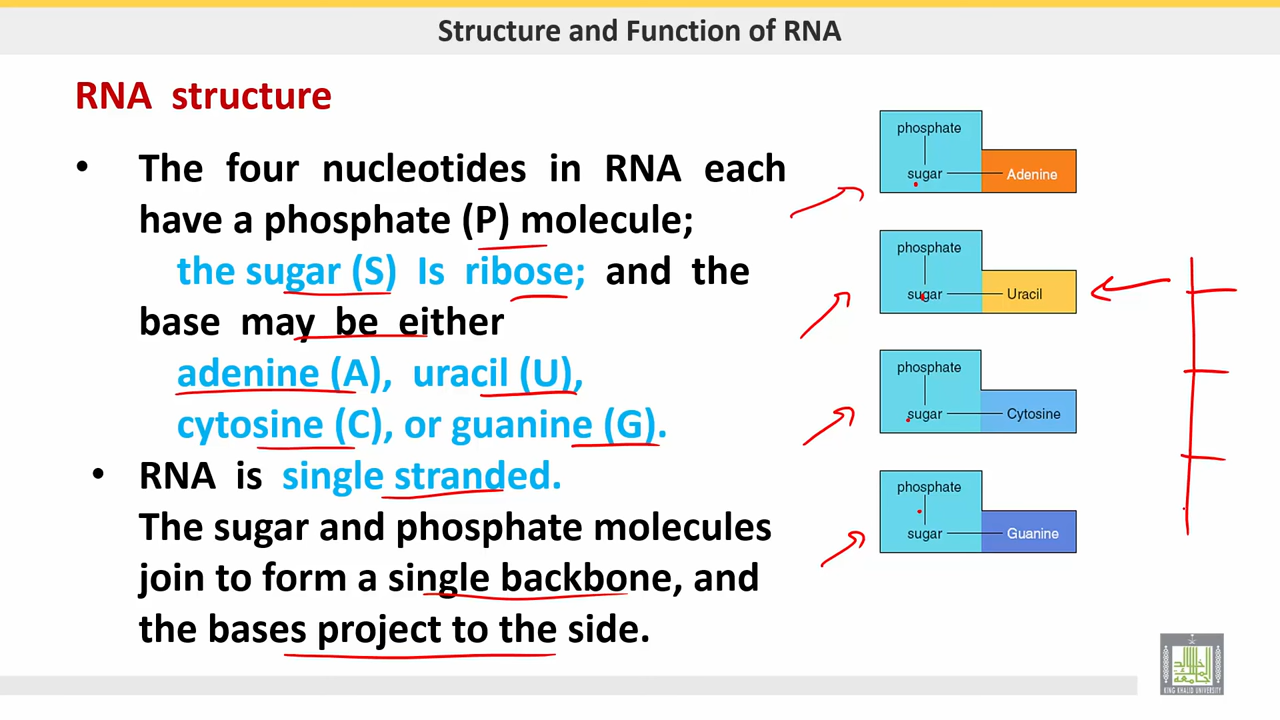 Structure and Function of RNA
RNA structure
• The four nucleotides in RNA each
have a phosphate (P) molecule;
the sugar (S) Is ribose; and the
base may be either
adenine (A), uracil (U),
cytosine (C), or guanine (G).
• RNA is single stranded.
The sugar and phosphate molecules
join to form a single backbone, and
the bases project to the side.
phosphate
sugar
Adenine
phosphate
sugar
Uracil
phosphate
sugar
Cytosine
phosphate
sugar
Guanine
KING KHALID UNIVERSITY